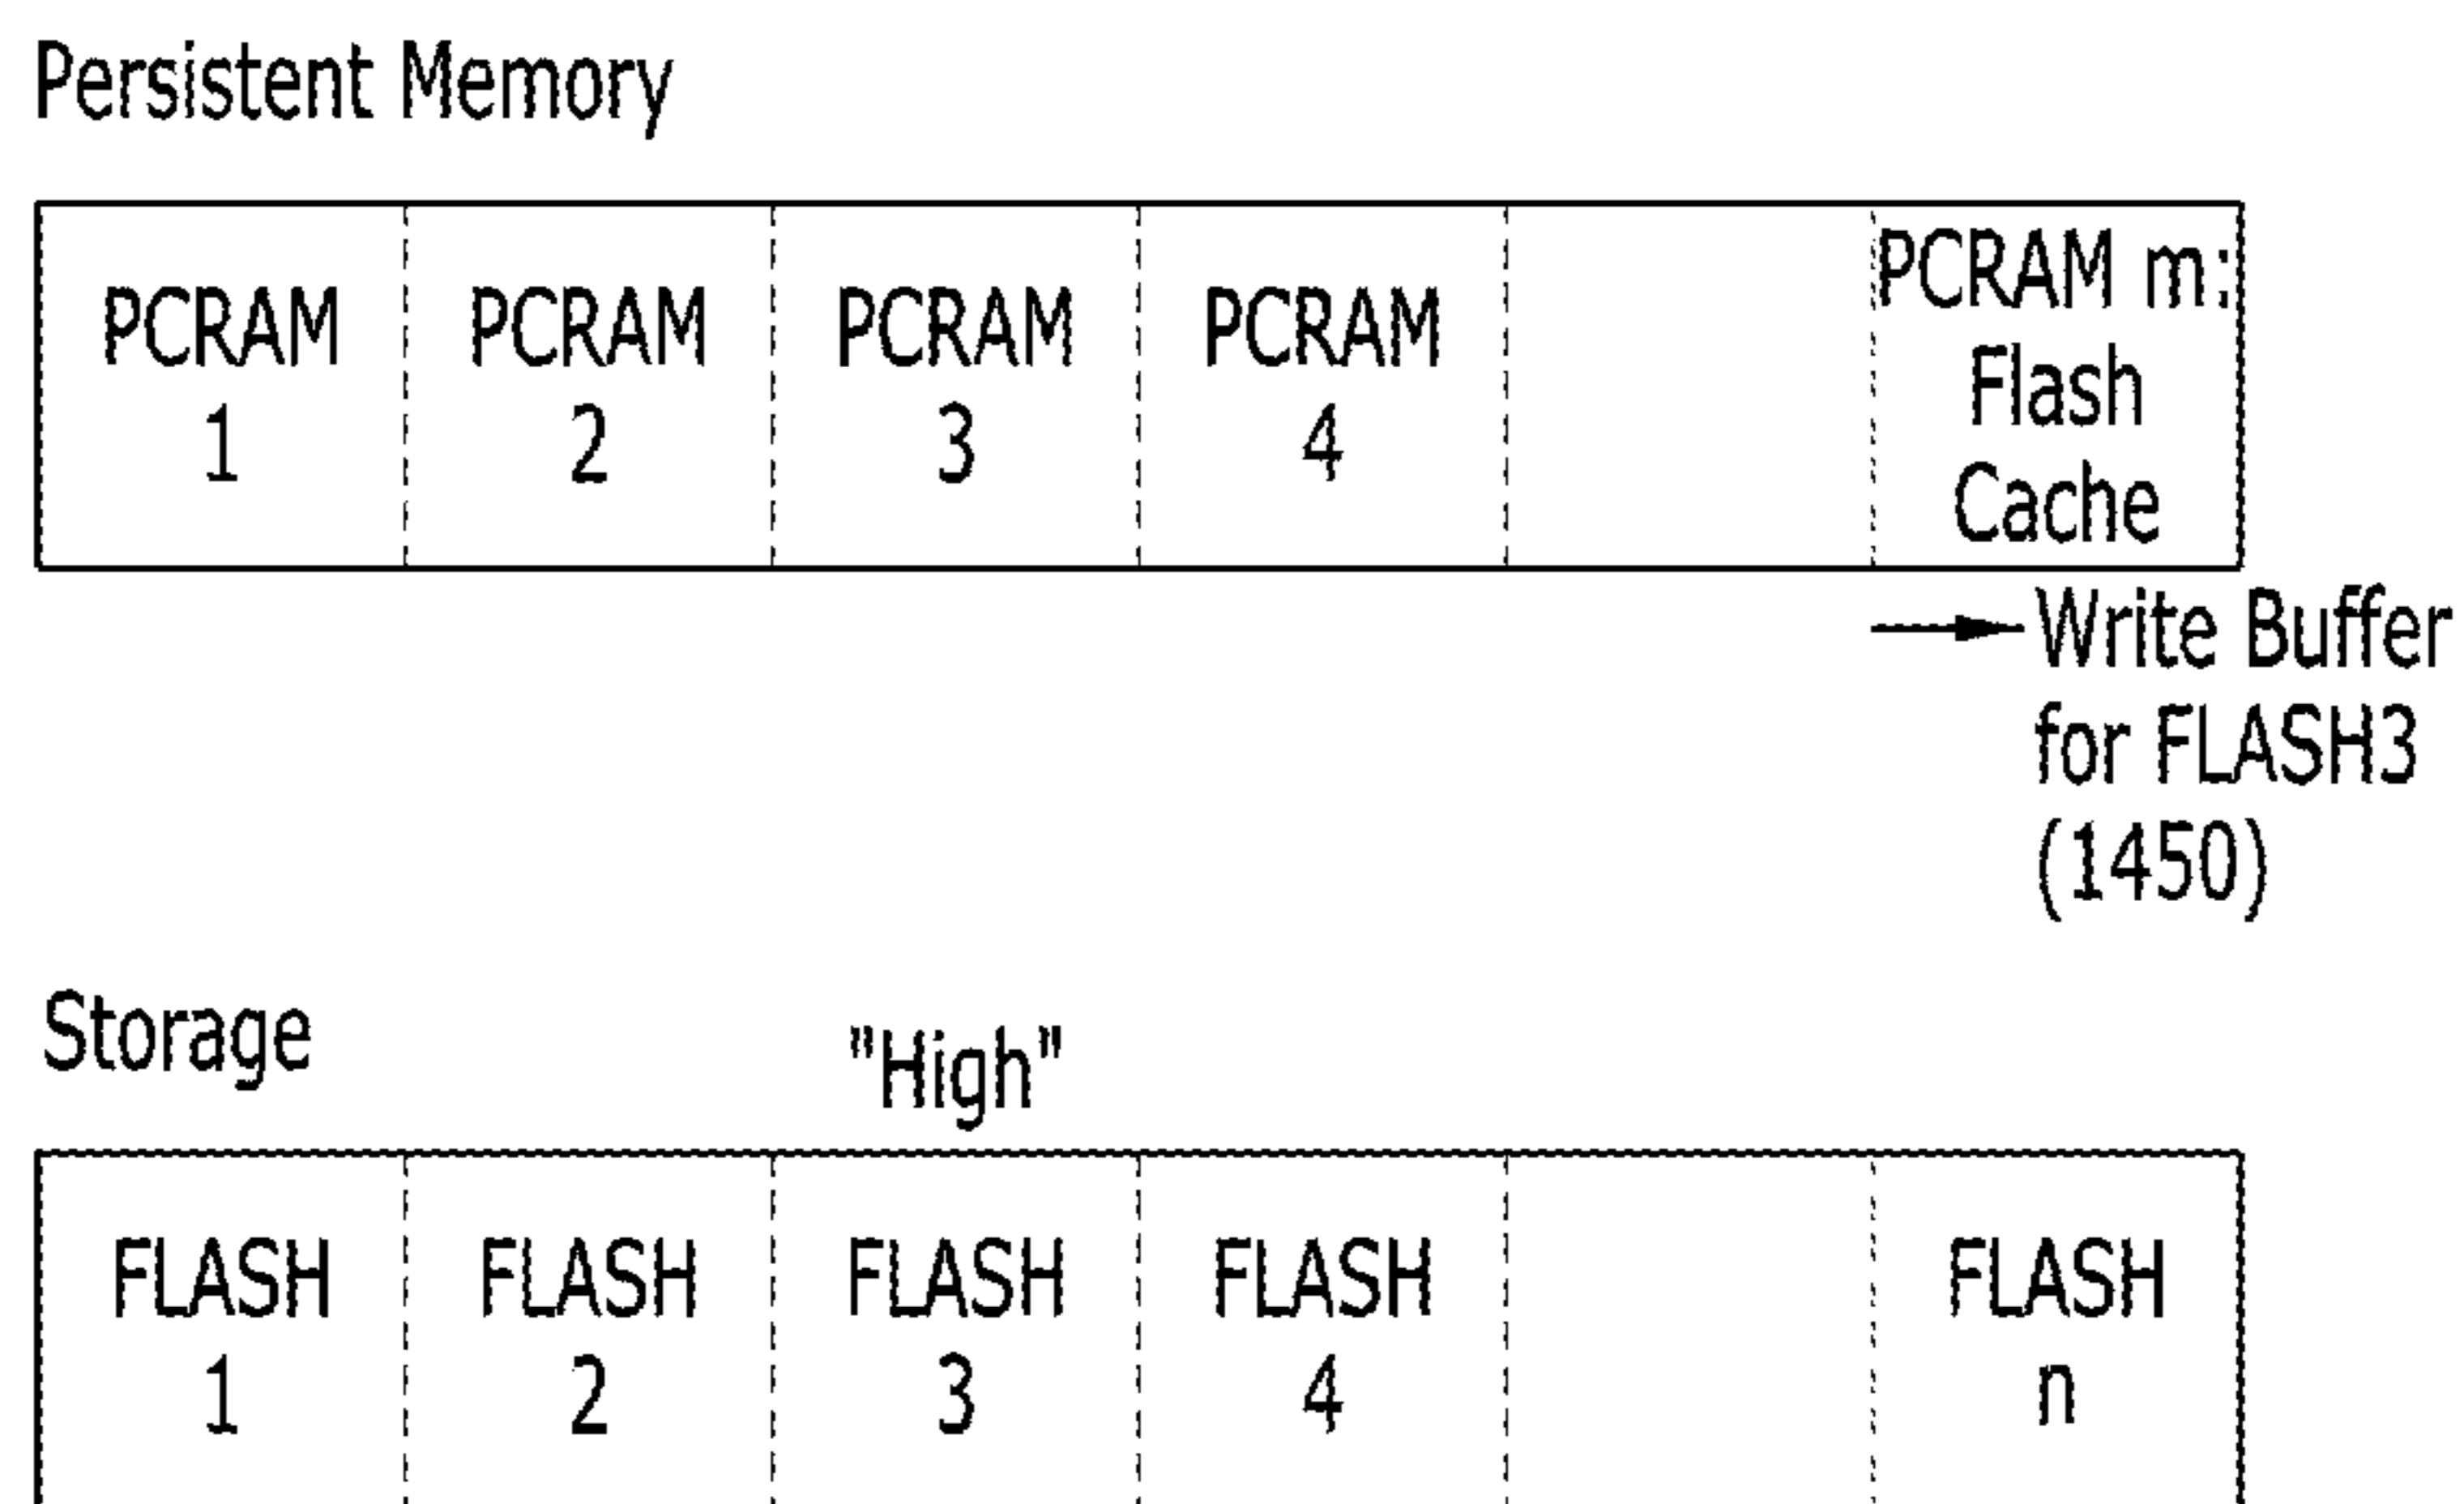 Persistent Memory
PCRAM
1
PCRAM
2
PCRAM
3
PCRAM
4
PCRAM m:
Flash
Cache
Write Buffer
for FLASH3
(1450)
Storage
"High"
FLASH
1
FLASH
2
FLASH
3
FLASH
4
FLASH
n